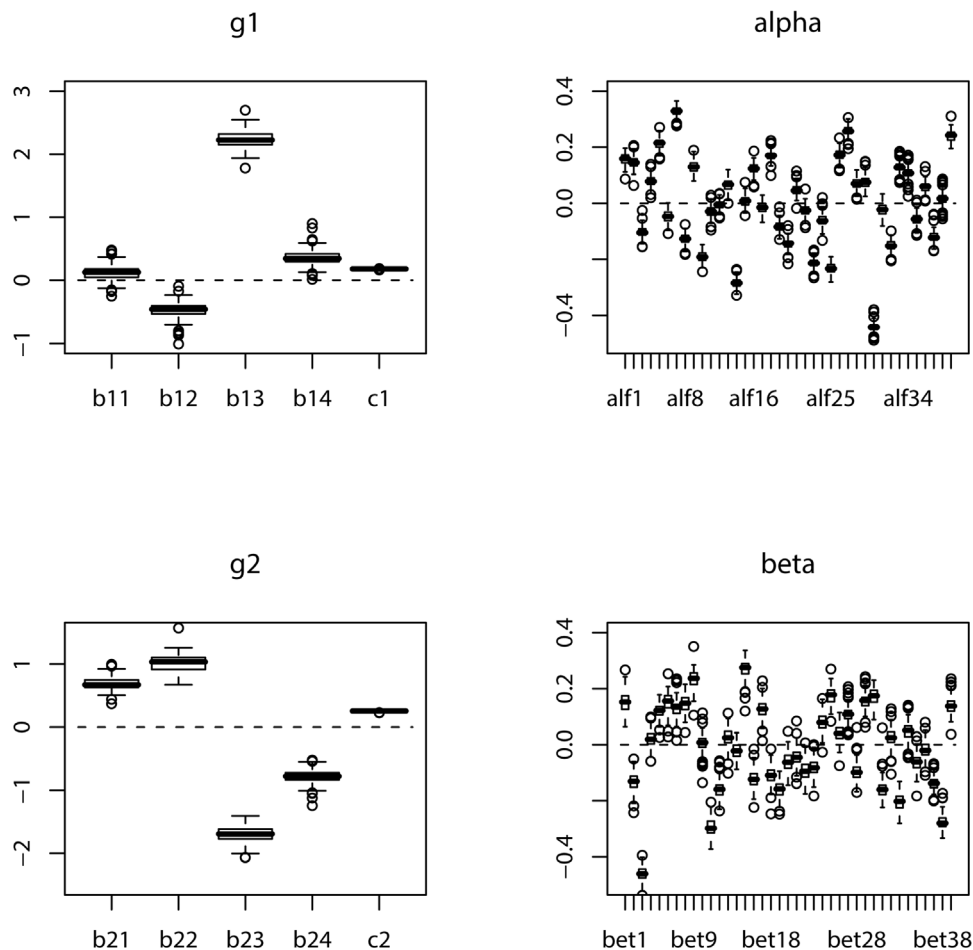 g1
3
2
1
0
−1
b11 b12 b13 b14 c1
alpha
0.4
0.2
0.0
−0.4
alf1 alf8 alf16 alf25 alf34
g2
1
0
−1
−2
b21 b22 b23 b24 c2
beta
0.4
0.2
0.0
−0.4
bet1 bet9 bet18 bet28 bet38